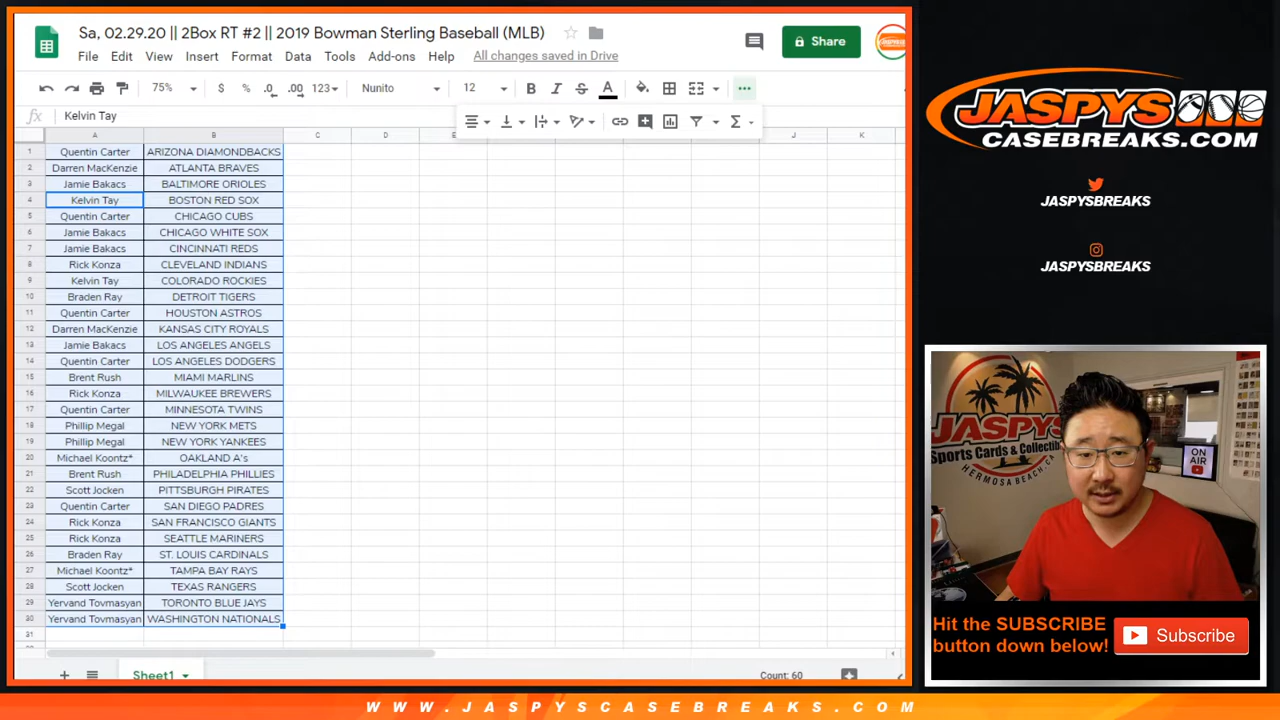 Sa, 02.29.20 || 2Box RT #2 || 2019 Bowman Sterling Baseball (MLB)
File Edit View Insert Format Data Tools Add-ons Help All changes saved in Drive
Share
75% $ % .0 .00 123 Nunito 12 B I S A
fx Kelvin Tay
A B C D E J K
1 Quentin Carter ARIZONA DIAMONDBACKS
2 Darren MacKenzie ATLANTA BRAVES
3 Jamie Bakacs BALTIMORE ORIOLES
4 Kelvin Tay BOSTON RED SOX
5 Quentin Carter CHICAGO CUBS
6 Jamie Bakacs CHICAGO WHITE SOX
7 Jamie Bakacs CINCINNATI REDS
8 Rick Konza CLEVELAND INDIANS
9 Kelvin Tay COLORADO ROCKIES
10 Braden Ray DETROIT TIGERS
11 Quentin Carter HOUSTON ASTROS
12 Darren MacKenzie KANSAS CITY ROYALS
13 Jamie Bakacs LOS ANGELES ANGELS
14 Quentin Carter LOS ANGELES DODGERS
15 Brent Rush MIAMI MARLINS
16 Rick Konza MILWAUKEE BREWERS
17 Quentin Carter MINNESOTA TWINS
18 Phillip Megal NEW YORK METS
19 Phillip Megal NEW YORK YANKEES
20 Michael Koontz* OAKLAND A's
21 Brent Rush PHILADELPHIA PHILLIES
22 Scott Jocken PITTSBURGH PIRATES
23 Quentin Carter SAN DIEGO PADRES
24 Rick Konza SAN FRANCISCO GIANTS
25 Rick Konza SEATTLE MARINERS
26 Braden Ray ST. LOUIS CARDINALS
27 Michael Koontz* TAMPA BAY RAYS
28 Scott Jocken TEXAS RANGERS
29 Yervand Tovmasyan TORONTO BLUE JAYS
30 Yervand Tovmasyan WASHINGTON NATIONALS
31
Sheet1
Count: 60
JASPYS
CASEBREAKS.COM
JASPYSBREAKS
JASPYSBREAKS
JASPYS
Sports Cards & Collectibl
HERMOSA BEACH, CA
ON AIR
Hit the SUBSCRIBE
button down below!
Subscribe
WWW.JASPYSCASEBREAKS.COM